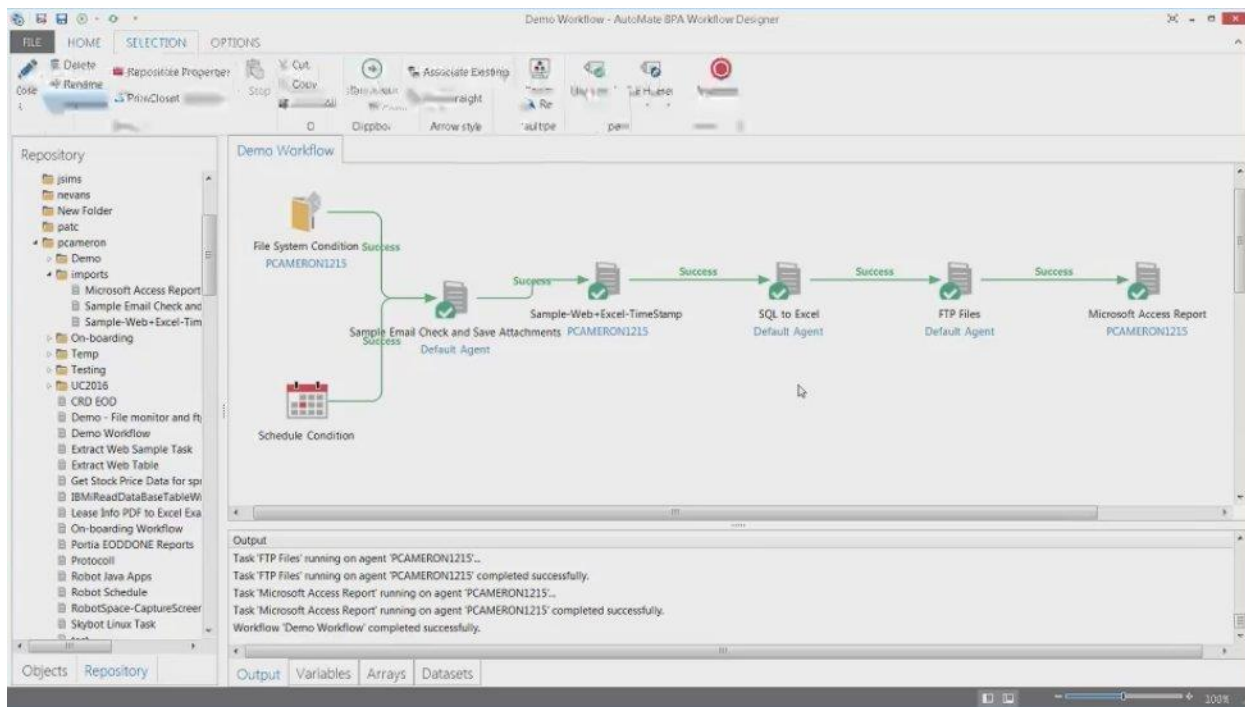 Demo Workflow - AutoMate BPA Workflow Designer
FILE HOME SELECTION OPTIONS
Delete
Rename
Cut
Copy
Stop
Associate Existing
Arrow style
Repository
jsims
nevans
New Folder
patc
pcameron
Demo
imports
Microsoft Access Report
Sample Email Check and
Sample-Web+Excel-Tim
On-boarding
Temp
Testing
UC2016
CRD EOD
Demo - File monitor and ft
Demo Workflow
Extract Web Sample Task
Extract Web Table
Get Stock Price Data for spr
IBMiReadDataBaseTableWi
Lease Info PDF to Excel Exa
On-boarding Workflow
Portia EODDONE Reports
Protocoll
Robot Java Apps
Robot Schedule
RobotSpace-CaptureScreer
Skybot Linux Task
Objects Repository
Demo Workflow
File System Condition
PCAMERON1215
Success
Schedule Condition
Success
Sample Email Check and Save Attachments
Default Agent
Success
Sample-Web+Excel-TimeStamp
PCAMERON1215
Success
SQL to Excel
Default Agent
Success
FTP Files
Default Agent
Success
Microsoft Access Report
PCAMERON1215
Output
Task 'FTP Files' running on agent 'PCAMERON1215'...
Task 'FTP Files' running on agent 'PCAMERON1215' completed successfully.
Task 'Microsoft Access Report' running on agent 'PCAMERON1215'...
Task 'Microsoft Access Report' running on agent 'PCAMERON1215' completed successfully.
Workflow 'Demo Workflow' completed successfully.
Output Variables Arrays Datasets
100%